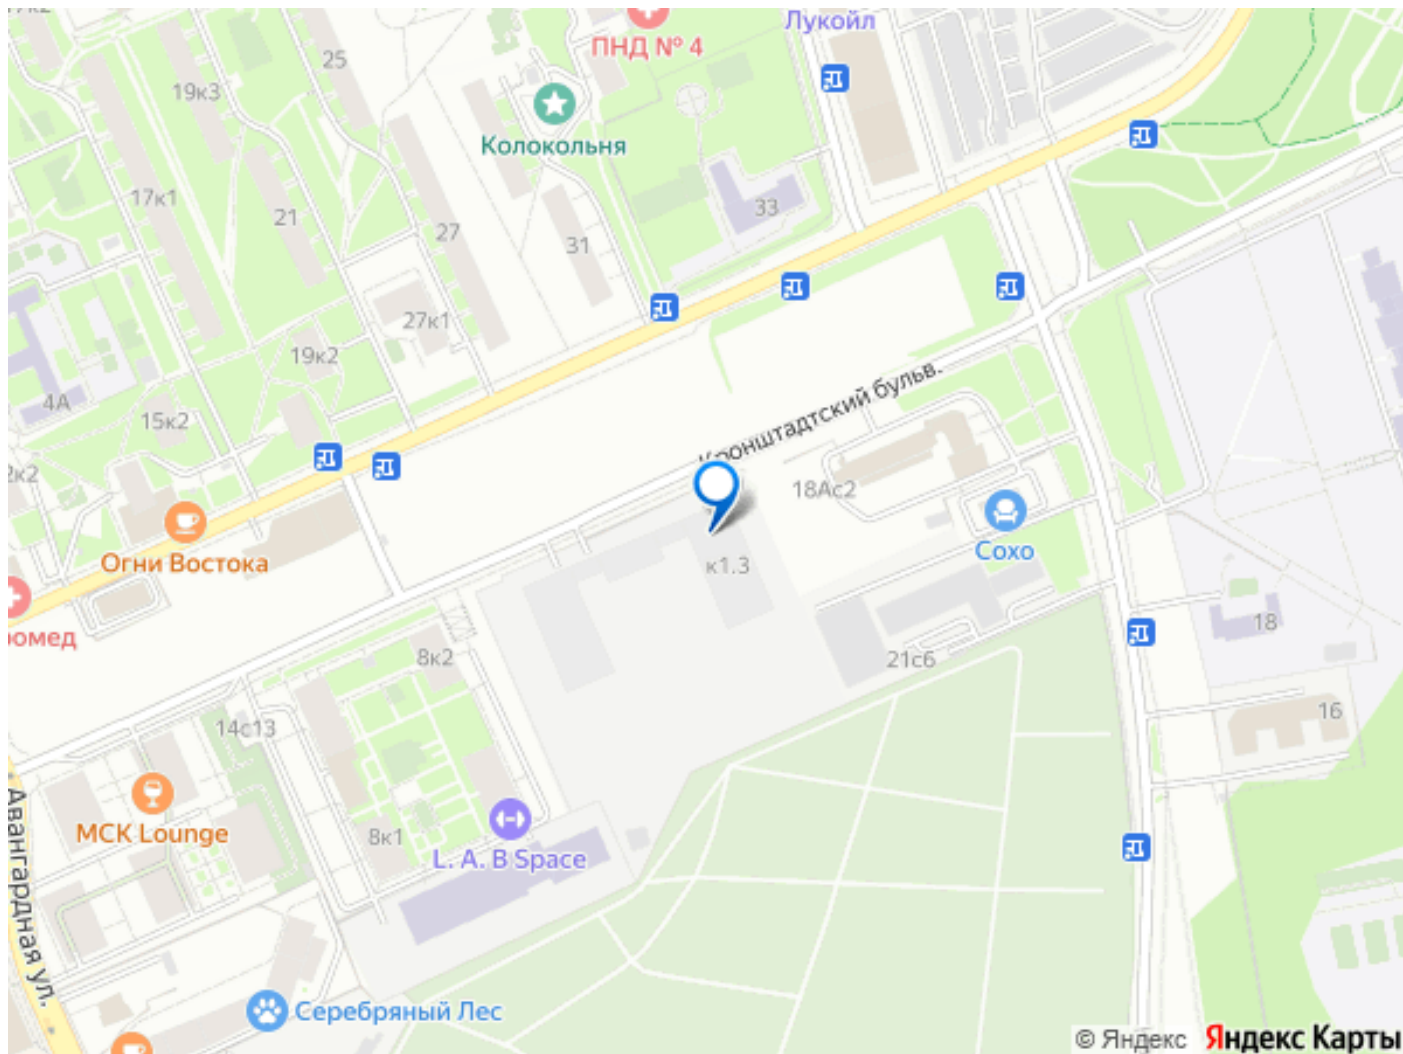 Лукойл
ПНД № 4
25
19к3
Колокольня
17к1
21
33
27
31
27к1
19к2
4А
15к2
Кронштадтский бульв.
18Ас2
Огни Востока
Сохо
к1.3
18
8к2
21с6
16
14с13
MCK Lounge
8к1
L. A. B Space
Авангардная ул.
Серебряный Лес
© Яндекс Яндекс Карты